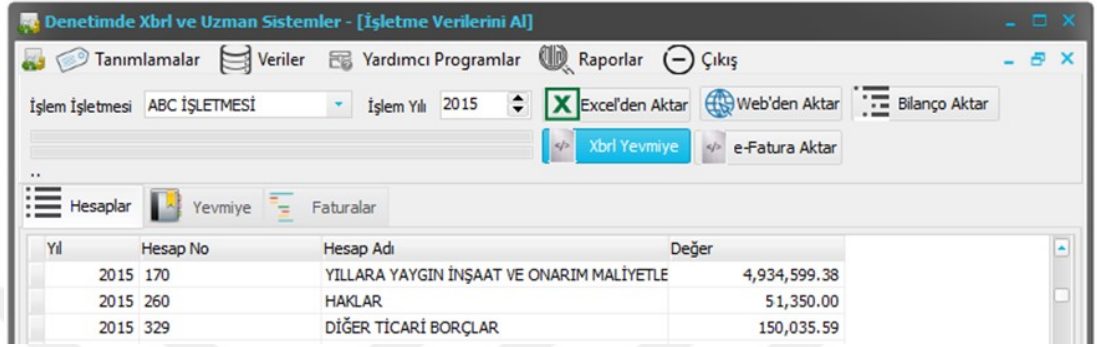 Denetimde Xbrl ve Uzman Sistemler - [İşletme Verilerini Al]
Tanımlamalar Veriler Yardımcı Programlar Raporlar Çıkış
İşlem İşletmesi ABC İŞLETMESİ İşlem Yılı 2015 Excel'den Aktar Web'den Aktar Bilanço Aktar
Xbrl Yevmiye e-Fatura Aktar
..
Hesaplar Yevmiye Faturalar
Yıl Hesap No Hesap Adı Değer
2015 170 YILLARA YAYGIN İNŞAAT VE ONARIM MALİYETLE 4,934,599.38
2015 260 HAKLAR 51,350.00
2015 329 DİĞER TİCARİ BORÇLAR 150,035.59